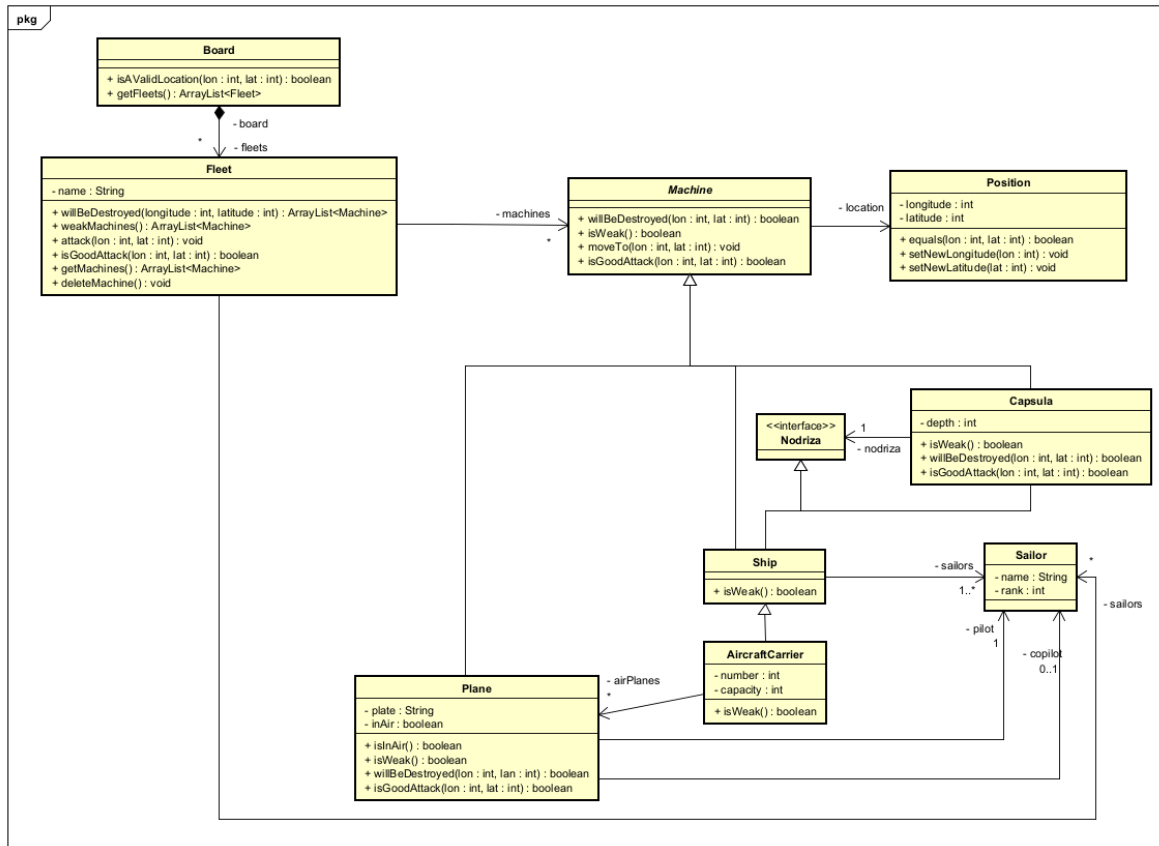 pkg
Board
+ isAValidLocation(lon : int, lat : int) : boolean
+ getFleets() : ArrayList<Fleet>
- board
*
- fleets
Fleet
- name : String
+ willBeDestroyed(longitude : int, latitude : int) : ArrayList<Machine>
+ weakMachines() : ArrayList<Machine>
+ attack(lon : int, lat : int) : void
+ isGoodAttack(lon : int, lat : int) : boolean
+ getMachines() : ArrayList<Machine>
+ deleteMachine() : void
- machines
*
Machine
+ willBeDestroyed(lon : int, lat : int) : boolean
+ isWeak() : boolean
+ moveTo(lon : int, lat : int) : void
+ isGoodAttack(lon : int, lat : int) : boolean
- location
Position
- longitude : int
- latitude : int
+ equals(lon : int, lat : int) : boolean
+ setNewLongitude(lon : int) : void
+ setNewLatitude(lat : int) : void
<<interface>>
Nodriza
1
- nodriza
Capsula
- depth : int
+ isWeak() : boolean
+ willBeDestroyed(lon : int, lat : int) : boolean
+ isGoodAttack(lon : int, lat : int) : boolean
Ship
+ isWeak() : boolean
- sailors
1..*
Sailor
- name : String
- rank : int
*
- sailors
- pilot
1
- copilot
0..1
AircraftCarrier
- number : int
- capacity : int
+ isWeak() : boolean
- airPlanes
*
Plane
- plate : String
- inAir : boolean
+ isInAir() : boolean
+ isWeak() : boolean
+ willBeDestroyed(lon : int, lan : int) : boolean
+ isGoodAttack(lon : int, lat : int) : boolean